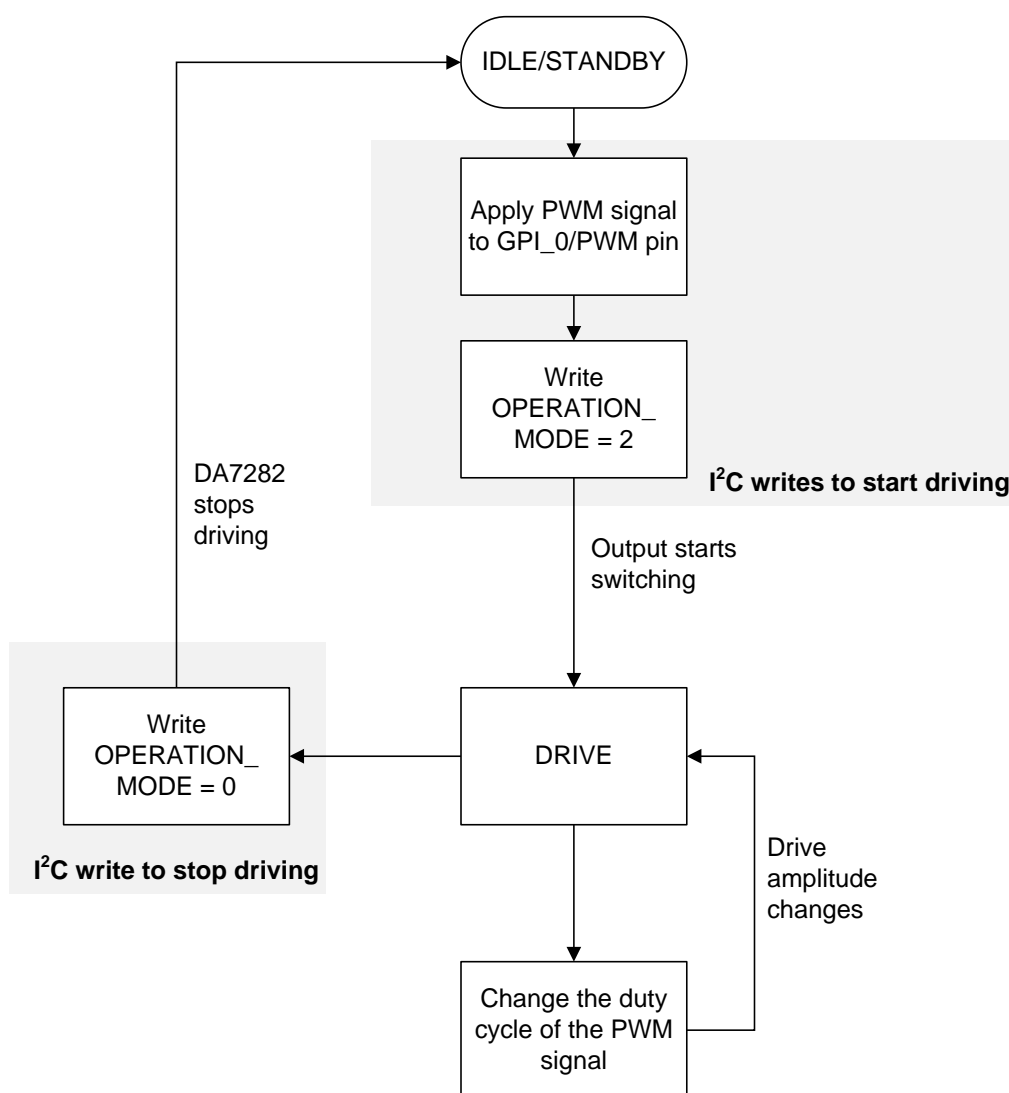 IDLE/STANDBY
Apply PWM signal
to GPI_0/PWM pin
Write
OPERATION_
MODE = 2
I²C writes to start driving
DA7282
stops
driving
Output starts
switching
Write
OPERATION_
MODE = 0
I²C write to stop driving
DRIVE
Drive
amplitude
changes
Change the duty
cycle of the PWM
signal